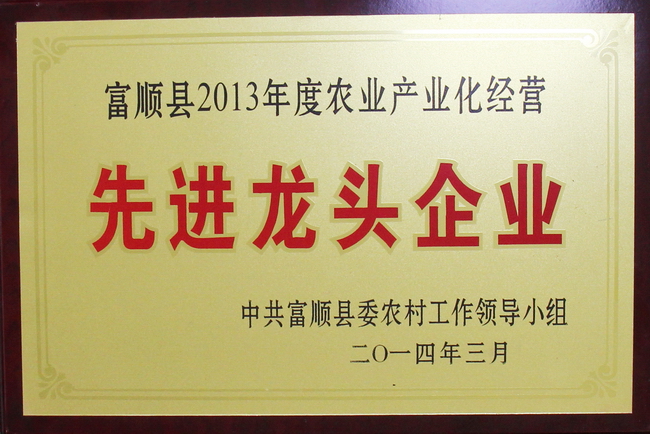 富顺县2013年度农业产业化经营
先进龙头企业
中共富顺县委农村工作领导小组
二〇一四年三月